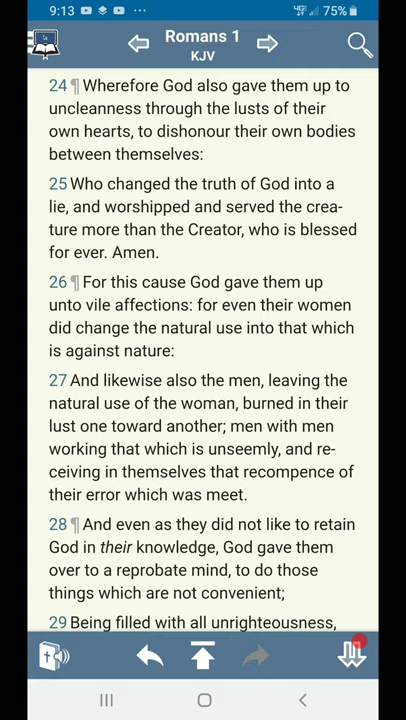 9:13 75%
Romans 1
KJV
24 ¶ Wherefore God also gave them up to
uncleanness through the lusts of their
own hearts, to dishonour their own bodies
between themselves:
25 Who changed the truth of God into a
lie, and worshipped and served the crea-
ture more than the Creator, who is blessed
for ever. Amen.
26 ¶ For this cause God gave them up
unto vile affections: for even their women
did change the natural use into that which
is against nature:
27 And likewise also the men, leaving the
natural use of the woman, burned in their
lust one toward another; men with men
working that which is unseemly, and re-
ceiving in themselves that recompence of
their error which was meet.
28 ¶ And even as they did not like to retain
God in their knowledge, God gave them
over to a reprobate mind, to do those
things which are not convenient;
29 Being filled with all unrighteousness,